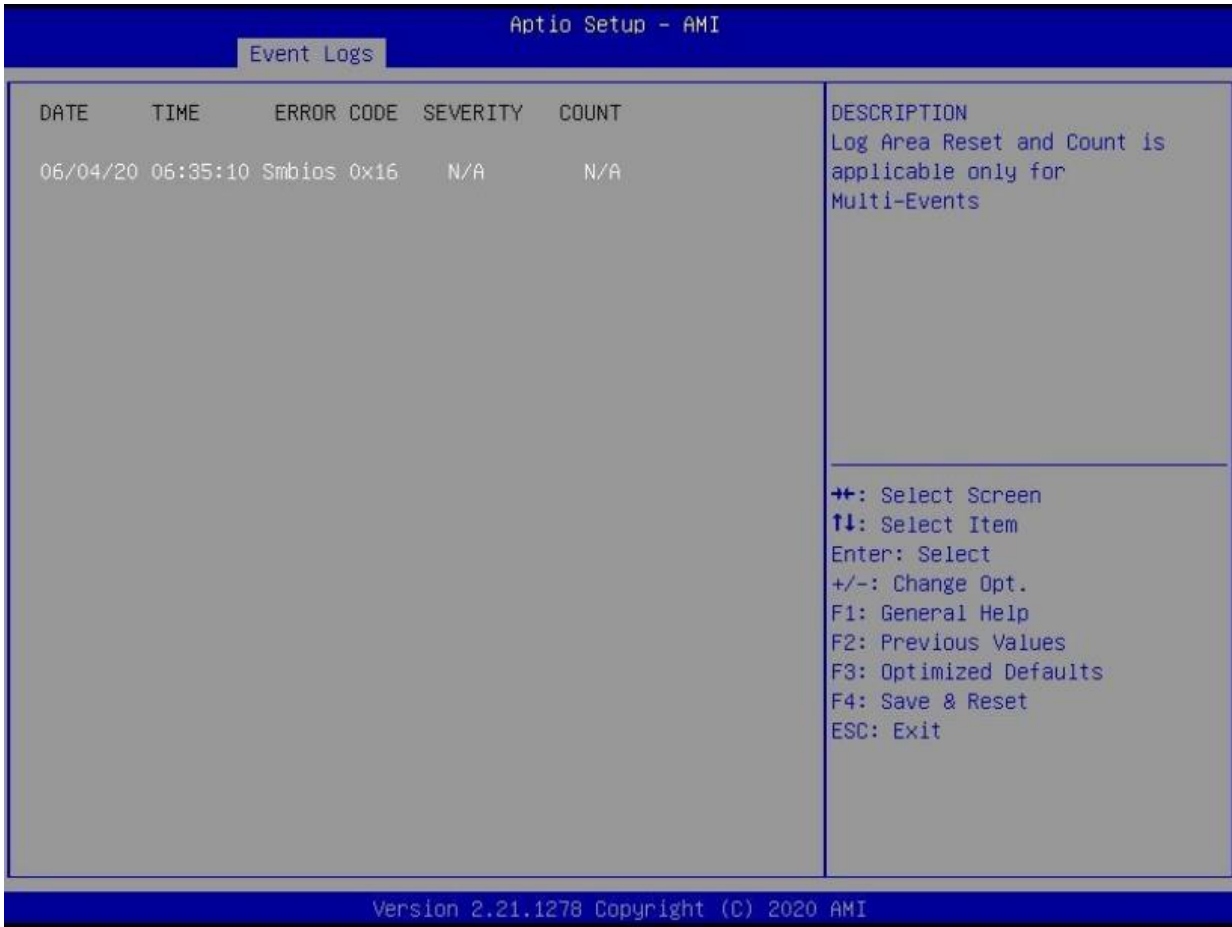 Aptio Setup - AMI
Event Logs
DATE TIME ERROR CODE SEVERITY COUNT
06/04/20 06:35:10 Smbios 0x16 N/A N/A
DESCRIPTION
Log Area Reset and Count is
applicable only for
Multi-Events
→←: Select Screen
↑↓: Select Item
Enter: Select
+/-: Change Opt.
F1: General Help
F2: Previous Values
F3: Optimized Defaults
F4: Save & Reset
ESC: Exit
Version 2.21.1278 Copyright (C) 2020 AMI